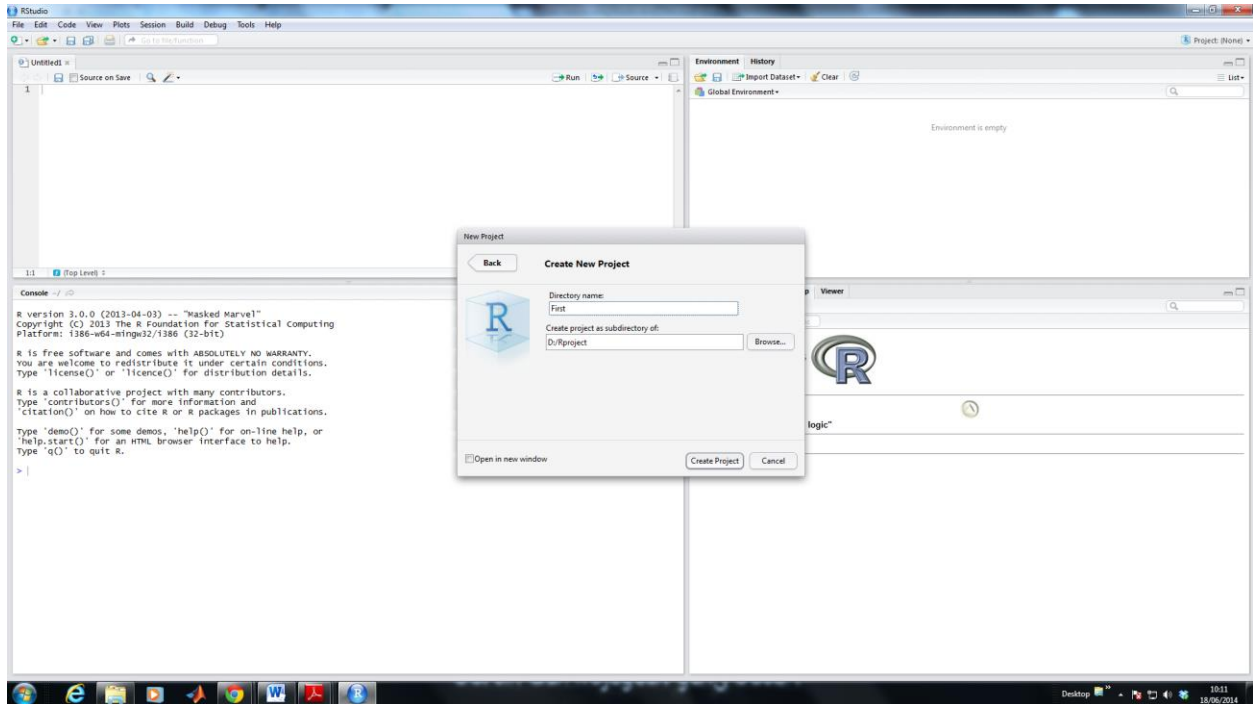 RStudio
File Edit Code View Plots Session Build Debug Tools Help
Go to file/function
Project: (None)
Untitled1
Source on Save
Run
Source
1
1:1
(Top Level)
Environment History
Import Dataset
Clear
List
Global Environment
Environment is empty
New Project
Back
Create New Project
Directory name:
First
Create project as subdirectory of:
D:/Rproject
Browse...
Open in new window
Create Project
Cancel
Console ~/
R version 3.0.0 (2013-04-03) -- "Masked Marvel"
Copyright (C) 2013 The R Foundation for Statistical Computing
Platform: i386-w64-mingw32/i386 (32-bit)
R is free software and comes with ABSOLUTELY NO WARRANTY.
You are welcome to redistribute it under certain conditions.
Type 'license()' or 'licence()' for distribution details.
R is a collaborative project with many contributors.
Type 'contributors()' for more information and
'citation()' on how to cite R or R packages in publications.
Type 'demo()' for some demos, 'help()' for on-line help, or
'help.start()' for an HTML browser interface to help.
Type 'q()' to quit R.
>
p Viewer
R
logic"
Desktop
10:11
18/06/2014